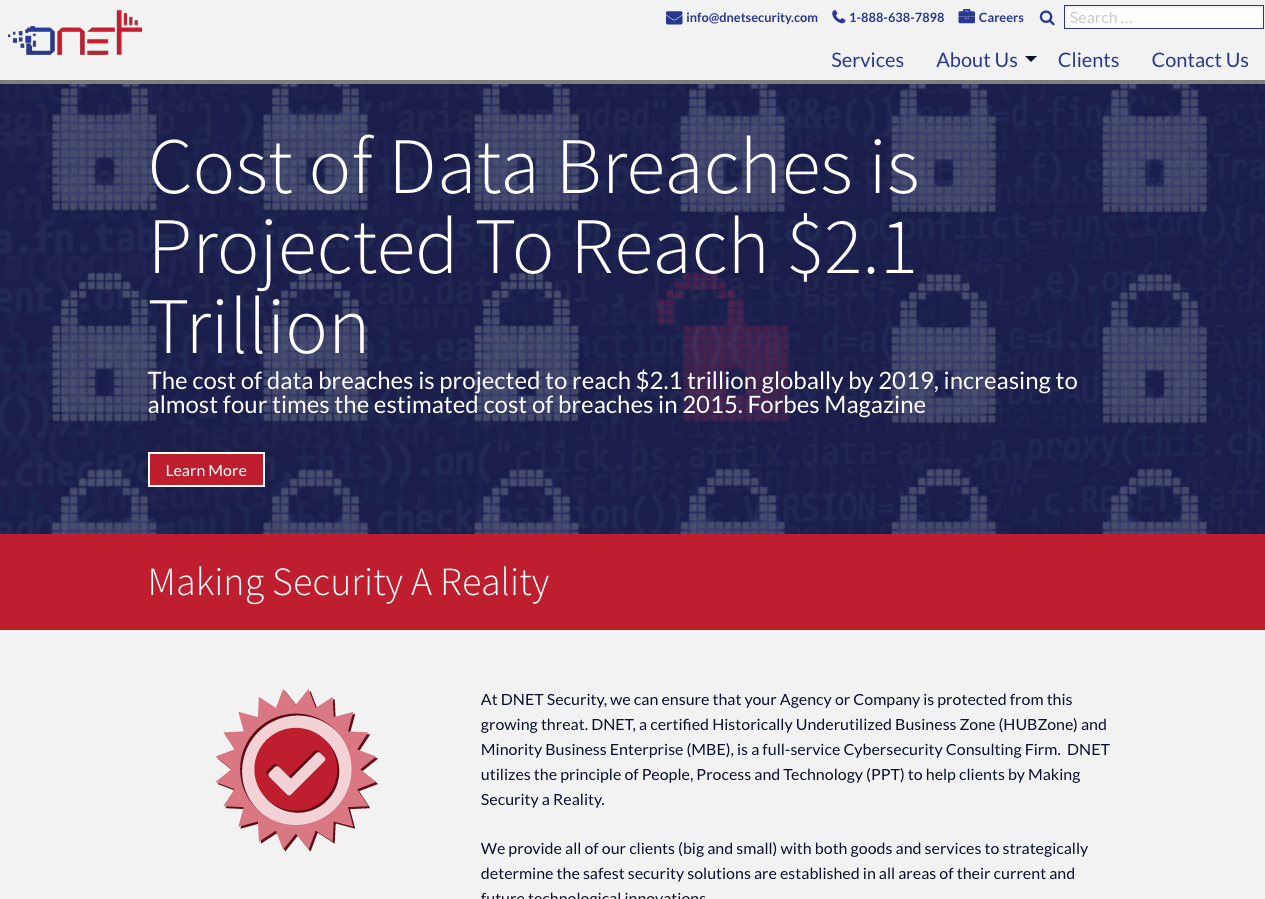 DNET
info@dnetsecurity.com 1-888-638-7898 Careers Search ...
Services About Us Clients Contact Us
Cost of Data Breaches is
Projected To Reach $2.1
Trillion
The cost of data breaches is projected to reach $2.1 trillion globally by 2019, increasing to
almost four times the estimated cost of breaches in 2015. Forbes Magazine
Learn More
Making Security A Reality
At DNET Security, we can ensure that your Agency or Company is protected from this
growing threat. DNET, a certified Historically Underutilized Business Zone (HUBZone) and
Minority Business Enterprise (MBE), is a full-service Cybersecurity Consulting Firm.  DNET
utilizes the principle of People, Process and Technology (PPT) to help clients by Making
Security a Reality.
We provide all of our clients (big and small) with both goods and services to strategically
determine the safest security solutions are established in all areas of their current and
future technological innovations.